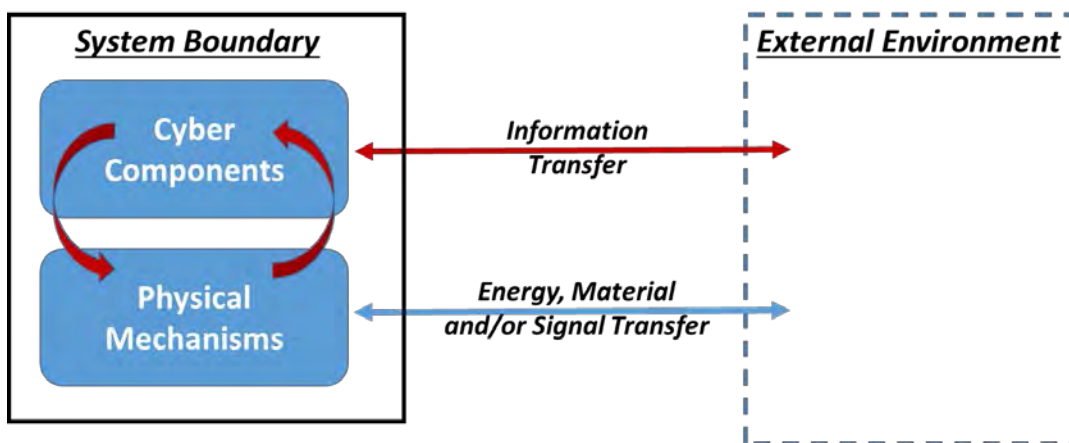 System Boundary
External Environment
Cyber
Components
Information
Transfer
Physical
Mechanisms
Energy, Material
and/or Signal Transfer